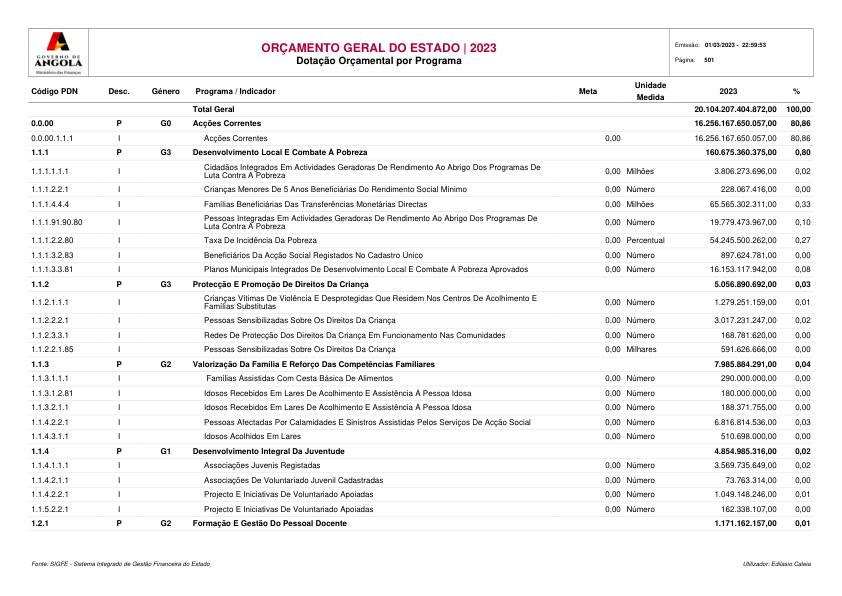 GOVERNO DE
ANGOLA
Ministério das Finanças
ORÇAMENTO GERAL DO ESTADO | 2023
Dotação Orçamental por Programa
Emissão: 01/03/2023 - 22:59:53
Página: 501
Código PDN Desc. Género Programa / Indicador Meta Unidade Medida 2023 %
Total Geral 20.104.207.404.872,00 100,00
0.0.00 P G0 Acções Correntes 16.256.167.650.057,00 80,86
0.0.00.1.1.1 I Acções Correntes 0,00 16.256.167.650.057,00 80,86
1.1.1 P G3 Desenvolvimento Local E Combate À Pobreza 160.675.360.375,00 0,80
1.1.1.1.1.1 I Cidadãos Integrados Em Actividades Geradoras De Rendimento Ao Abrigo Dos Programas De
Luta Contra A Pobreza 0,00 Milhões 3.806.273.696,00 0,02
1.1.1.2.2.1 I Crianças Menores De 5 Anos Beneficiárias Do Rendimento Social Mínimo 0,00 Número 228.067.416,00 0,00
1.1.1.4.4.4 I Famílias Beneficiárias Das Transferências Monetárias Directas 0,00 Milhões 65.565.302.311,00 0,33
1.1.1.91.90.80 I Pessoas Integradas Em Actividades Geradoras De Rendimento Ao Abrigo Dos Programas De
Luta Contra A Pobreza 0,00 Número 19.779.473.967,00 0,10
1.1.1.2.2.80 I Taxa De Incidência Da Pobreza 0,00 Percentual 54.245.500.262,00 0,27
1.1.1.3.2.83 I Beneficiários Da Acção Social Registados No Cadastro Único 0,00 Número 897.624.781,00 0,00
1.1.1.3.3.81 I Planos Municipais Integrados De Desenvolvimento Local E Combate À Pobreza Aprovados 0,00 Número 16.153.117.942,00 0,08
1.1.2 P G3 Protecção E Promoção De Direitos Da Criança 5.056.890.692,00 0,03
1.1.2.1.1.1 I Crianças Vítimas De Violência E Desprotegidas Que Residem Nos Centros De Acolhimento E
Famílias Substitutas 0,00 Número 1.279.251.159,00 0,01
1.1.2.2.2.1 I Pessoas Sensibilizadas Sobre Os Direitos Da Criança 0,00 Número 3.017.231.247,00 0,02
1.1.2.3.3.1 I Redes De Protecção Dos Direitos Da Criança Em Funcionamento Nas Comunidades 0,00 Número 168.781.620,00 0,00
1.1.2.2.1.85 I Pessoas Sensibilizadas Sobre Os Direitos Da Criança 0,00 Milhares 591.626.666,00 0,00
1.1.3 P G2 Valorização Da Família E Reforço Das Competências Familiares 7.985.884.291,00 0,04
1.1.3.1.1.1 I Famílias Assistidas Com Cesta Básica De Alimentos 0,00 Número 290.000.000,00 0,00
1.1.3.1.2.81 I Idosos Recebidos Em Lares De Acolhimento E Assistência À Pessoa Idosa 0,00 Número 180.000.000,00 0,00
1.1.3.2.1.1 I Idosos Recebidos Em Lares De Acolhimento E Assistência À Pessoa Idosa 0,00 Número 188.371.755,00 0,00
1.1.4.2.2.1 I Pessoas Afectadas Por Calamidades E Sinistros Assistidas Pelos Serviços De Acção Social 0,00 Número 6.816.814.536,00 0,03
1.1.4.3.1.1 I Idosos Acolhidos Em Lares 0,00 Número 510.698.000,00 0,00
1.1.4 P G1 Desenvolvimento Integral Da Juventude 4.854.985.316,00 0,02
1.1.4.1.1.1 I Associações Juvenis Registadas 0,00 Número 3.569.735.649,00 0,02
1.1.4.2.1.1 I Associações De Voluntariado Juvenil Cadastradas 0,00 Número 73.763.314,00 0,00
1.1.4.2.2.1 I Projecto E Iniciativas De Voluntariado Apoiadas 0,00 Número 1.049.148.246,00 0,01
1.1.5.2.2.1 I Projecto E Iniciativas De Voluntariado Apoiadas 0,00 Número 162.338.107,00 0,00
1.2.1 P G2 Formação E Gestão Do Pessoal Docente 1.171.162.157,00 0,01
Fonte: SIGFE - Sistema Integrado de Gestão Financeira do Estado
Utilizador: Edilasio.Caleia